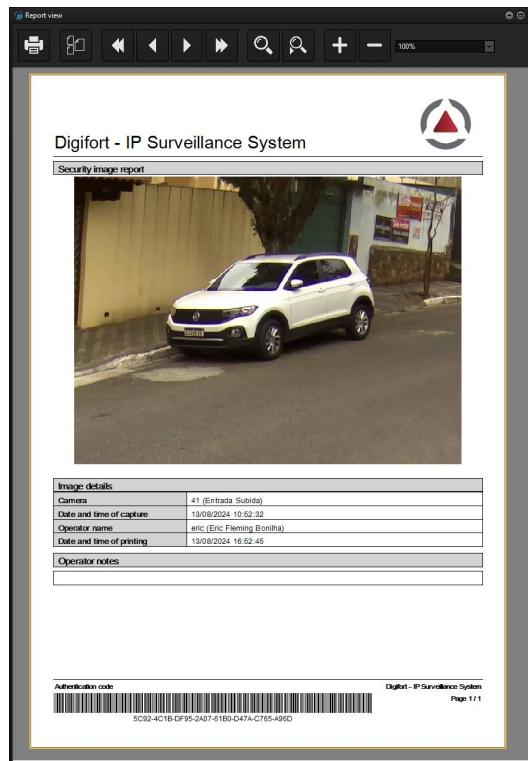 Report view
100%
Digifort - IP Surveillance System
Security image report
Venda
Image details
Camera 41 (Entrada Subida)
Date and time of capture 13/08/2024 10:52:32
Operator name eric (Eric Fleming Bonilha)
Date and time of printing 13/08/2024 16:52:45
Operator notes
Authentication code
Digifort - IP Surveillance System
Page 1 / 1
5C92-4C1B-DF95-2A07-61B0-D47A-C765-A96D